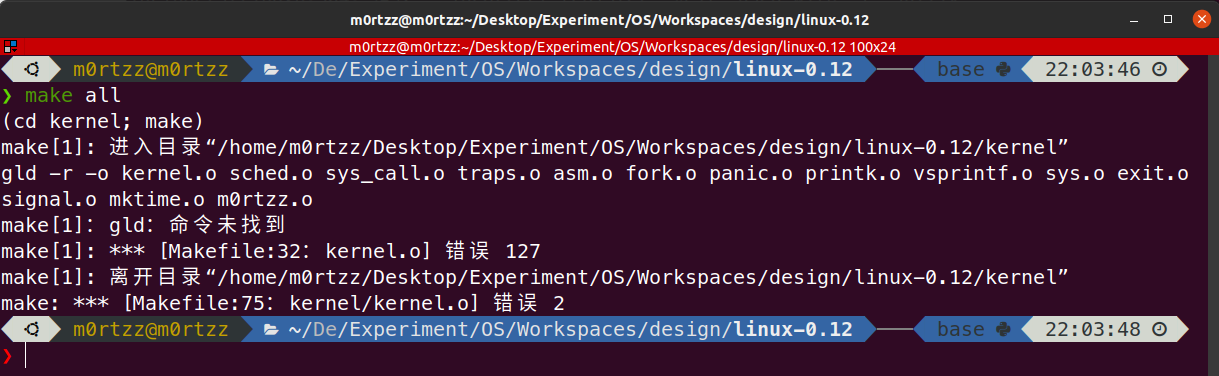 m0rtzz@m0rtzz:~/Desktop/Experiment/OS/Workspaces/design/linux-0.12
m0rtzz@m0rtzz:~/Desktop/Experiment/OS/Workspaces/design/linux-0.12 100x24
m0rtzz@m0rtzz ~/De/Experiment/OS/Workspaces/design/linux-0.12 base 22:03:46
❯ make all
(cd kernel; make)
make[1]: 进入目录“/home/m0rtzz/Desktop/Experiment/OS/Workspaces/design/linux-0.12/kernel”
gld -r -o kernel.o sched.o sys_call.o traps.o asm.o fork.o panic.o printk.o vsprintf.o sys.o exit.o
signal.o mktime.o m0rtzz.o
make[1]: gld：命令未找到
make[1]: *** [Makefile:32：kernel.o] 错误 127
make[1]: 离开目录“/home/m0rtzz/Desktop/Experiment/OS/Workspaces/design/linux-0.12/kernel”
make: *** [Makefile:75：kernel/kernel.o] 错误 2
m0rtzz@m0rtzz ~/De/Experiment/OS/Workspaces/design/linux-0.12 base 22:03:48
❯